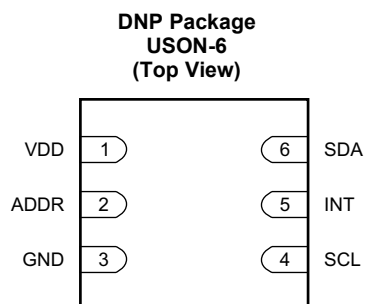 DNP Package
USON-6
(Top View)
VDD 1 6 SDA
ADDR 2 5 INT
GND 3 4 SCL